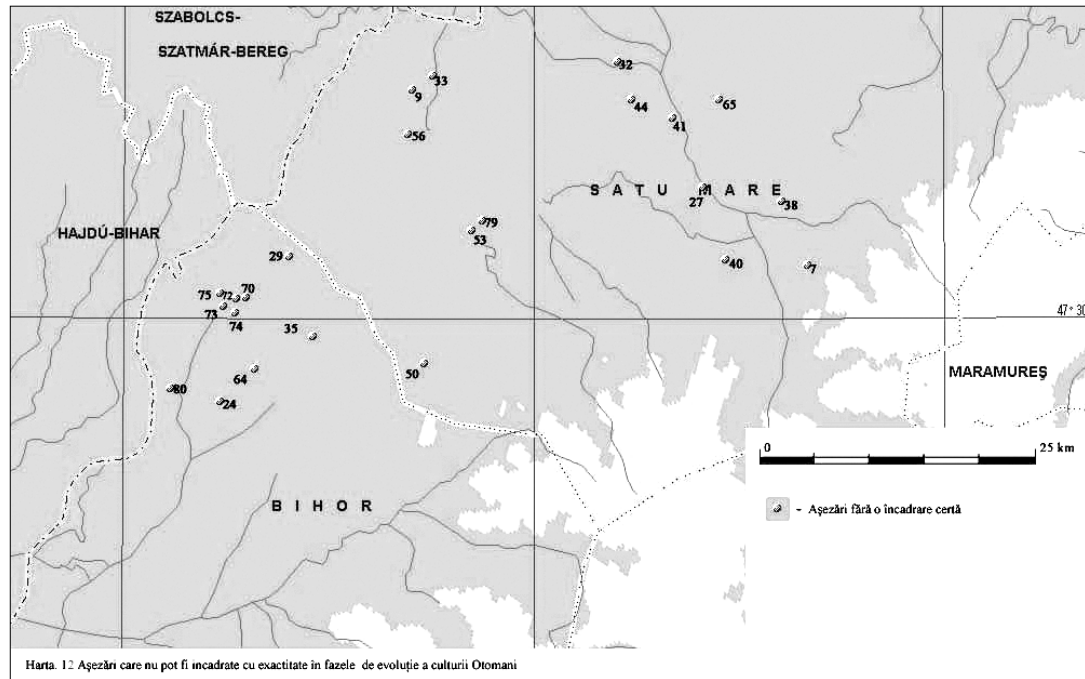 SZABOLCS-
SZATMÁR-BEREG
33
9
56
32
44
41
65
S A T U M A R E
27
38
79
53
HAJDÚ-BIHAR
29
40
7
75
72
70
73
74
47° 30
35
50
64
80
24
MARAMUREŞ
0
25 km
B I H O R
- Aşezări fără o încadrare certă
Harta. 12 Aşezări care nu pot fi incadrate cu exactitate în fazele de evoluţie a culturii Otomani